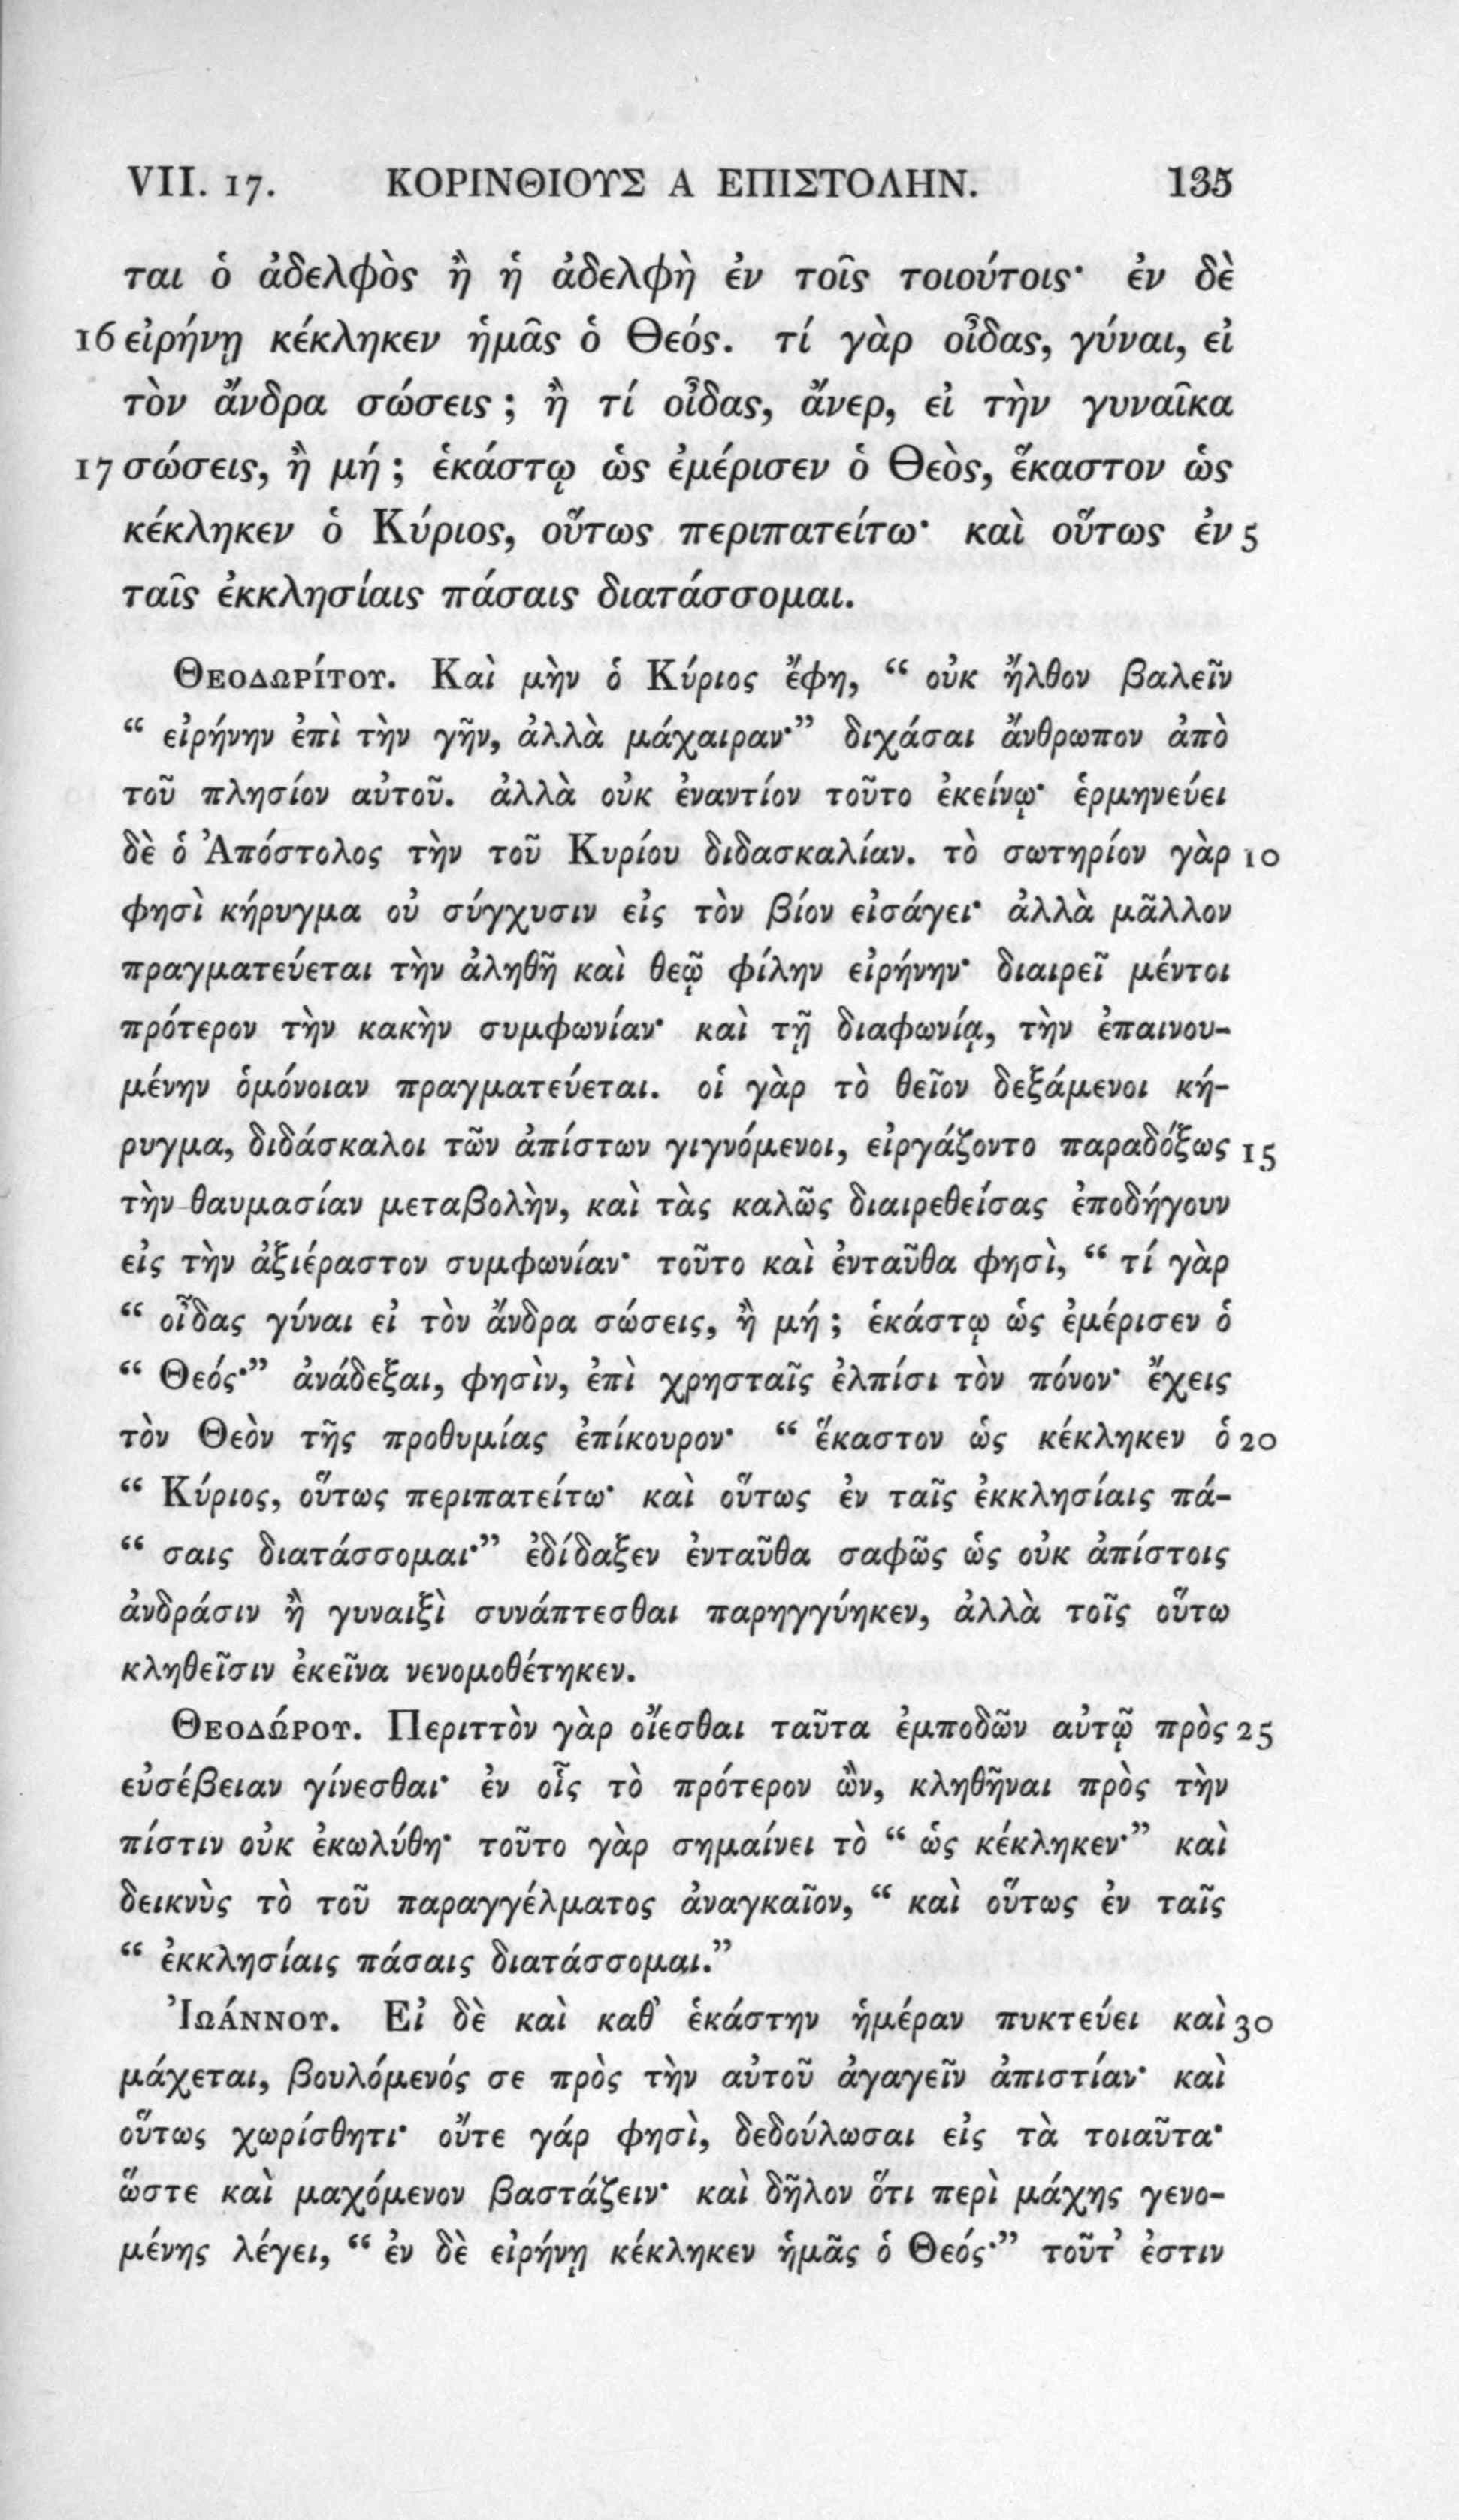 VII. 17. ΚΟΡΙΝΘΙΟΥΣ Α ΕΠΙΣΤΟΛΗΝ. 135
ται ὁ ἀδελφὸς ἢ ἡ ἀδελφὴ ἐν τοῖς τοιούτοις· ἐν δὲ
16 εἰρήνῃ κέκληκεν ἡμᾶς ὁ Θεός. τί γὰρ οἶδας, γύναι, εἰ
τὸν ἄνδρα σώσεις ; ἢ τί οἶδας, ἄνερ, εἰ τὴν γυναῖκα
17 σώσεις, ἢ μή ; ἑκάστῳ ὡς ἐμέρισεν ὁ Θεὸς, ἕκαστον ὡς
κέκληκεν ὁ Κύριος, οὕτως περιπατείτω· καὶ οὕτως ἐν 5
ταῖς ἐκκλησίαις πάσαις διατάσσομαι.
ΘΕΟΔΩΡΊΤΟΥ. Καὶ μὴν ὁ Κύριος ἔφη, “ οὐκ ἤλθον βαλεῖν
“ εἰρήνην ἐπὶ τὴν γῆν, ἀλλὰ μάχαιραν·” διχάσαι ἄνθρωπον ἀπὸ
τοῦ πλησίον αὐτοῦ. ἀλλὰ οὐκ ἐναντίον τοῦτο ἐκείνῳ· ἑρμηνεύει
δὲ ὁ Ἀπόστολος τὴν τοῦ Κυρίου διδασκαλίαν. τὸ σωτηρίον γὰρ 10
φησὶ κήρυγμα οὐ σύγχυσιν εἰς τὸν βίον εἰσάγει· ἀλλὰ μᾶλλον
πραγματεύεται τὴν ἀληθῆ καὶ θεῷ φίλην εἰρήνην· διαιρεῖ μέντοι
πρότερον τὴν κακὴν συμφωνίαν· καὶ τῇ διαφωνίᾳ, τὴν ἐπαινου-
μένην ὁμόνοιαν πραγματεύεται. οἱ γὰρ τὸ θεῖον δεξάμενοι κή-
ρυγμα, διδάσκαλοι τῶν ἀπίστων γιγνόμενοι, εἰργάζοντο παραδόξως 15
τὴν θαυμασίαν μεταβολὴν, καὶ τὰς καλῶς διαιρεθείσας ἐποδήγουν
εἰς τὴν ἀξιέραστον συμφωνίαν· τοῦτο καὶ ἐνταῦθα φησὶ, “ τί γὰρ
“ οἶδας γύναι εἰ τὸν ἄνδρα σώσεις, ἢ μή ; ἑκάστῳ ὡς ἐμέρισεν ὁ
“ Θεός·” ἀνάδεξαι, φησὶν, ἐπὶ χρησταῖς ἐλπίσι τὸν πόνον· ἔχεις
τὸν Θεὸν τῆς προθυμίας ἐπίκουρον· “ ἕκαστον ὡς κέκληκεν ὁ 20
“ Κύριος, οὕτως περιπατείτω· καὶ οὕτως ἐν ταῖς ἐκκλησίαις πά-
“ σαις διατάσσομαι·” ἐδίδαξεν ἐνταῦθα σαφῶς ὡς οὐκ ἀπίστοις
ἀνδράσιν ἢ γυναιξὶ συνάπτεσθαι παρηγγύηκεν, ἀλλὰ τοῖς οὕτω
κληθεῖσιν ἐκεῖνα νενομοθέτηκεν.
ΘΕΟΔΏΡΟΥ. Περιττὸν γὰρ οἴεσθαι ταῦτα ἐμποδῶν αὐτῷ πρὸς 25
εὐσέβειαν γίνεσθαι· ἐν οἷς τὸ πρότερον ὢν, κληθῆναι πρὸς τὴν
πίστιν οὐκ ἐκωλύθη· τοῦτο γὰρ σημαίνει τὸ “ ὡς κέκληκεν·” καὶ
δεικνὺς τὸ τοῦ παραγγέλματος ἀναγκαῖον, “ καὶ οὕτως ἐν ταῖς
“ ἐκκλησίαις πάσαις διατάσσομαι.”
ἸΩΆΝΝΟΥ. Εἰ δὲ καὶ καθ’ ἑκάστην ἡμέραν πυκτεύει καὶ 30
μάχεται, βουλόμενός σε πρὸς τὴν αὐτοῦ ἀγαγεῖν ἀπιστίαν· καὶ
οὕτως χωρίσθητι· οὔτε γάρ φησὶ, δεδούλωσαι εἰς τὰ τοιαῦτα·
ὥστε καὶ μαχόμενον βαστάζειν· καὶ δῆλον ὅτι περὶ μάχης γενο-
μένης λέγει, “ ἐν δὲ εἰρήνῃ κέκληκεν ἡμᾶς ὁ Θεός·” τοῦτ’ ἐστιν